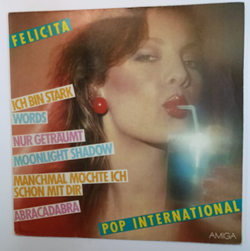 FELICITA
ICH BIN STARK
WORDS
NUR GETRÄUMT
MOONLIGHT SHADOW
MANCHMAL MÖCHTE ICH
SCHON MIT DIR
ABRACADABRA
POP INTERNATIONAL
AMIGA